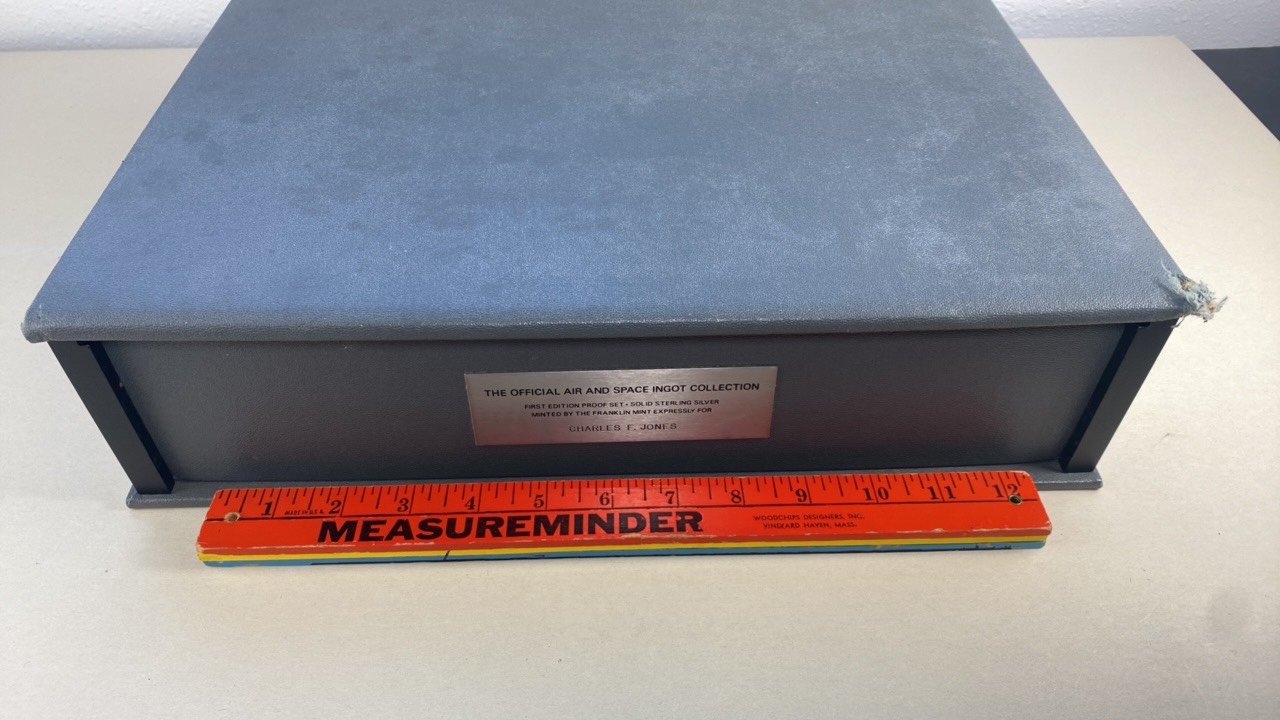 THE OFFICIAL AIR AND SPACE INGOT COLLECTION
FIRST EDITION PROOF SET • SOLID STERLING SILVER
MINTED BY THE FRANKLIN MINT EXPRESSLY FOR
CHARLES F. JONES
1 2 3 4 5 6 7 8 9 10 11 12
MADE IN U.S.A.
MEASUREMINDER
WOODCHIPS DESIGNERS, INC.
VINEYARD HAVEN, MASS.